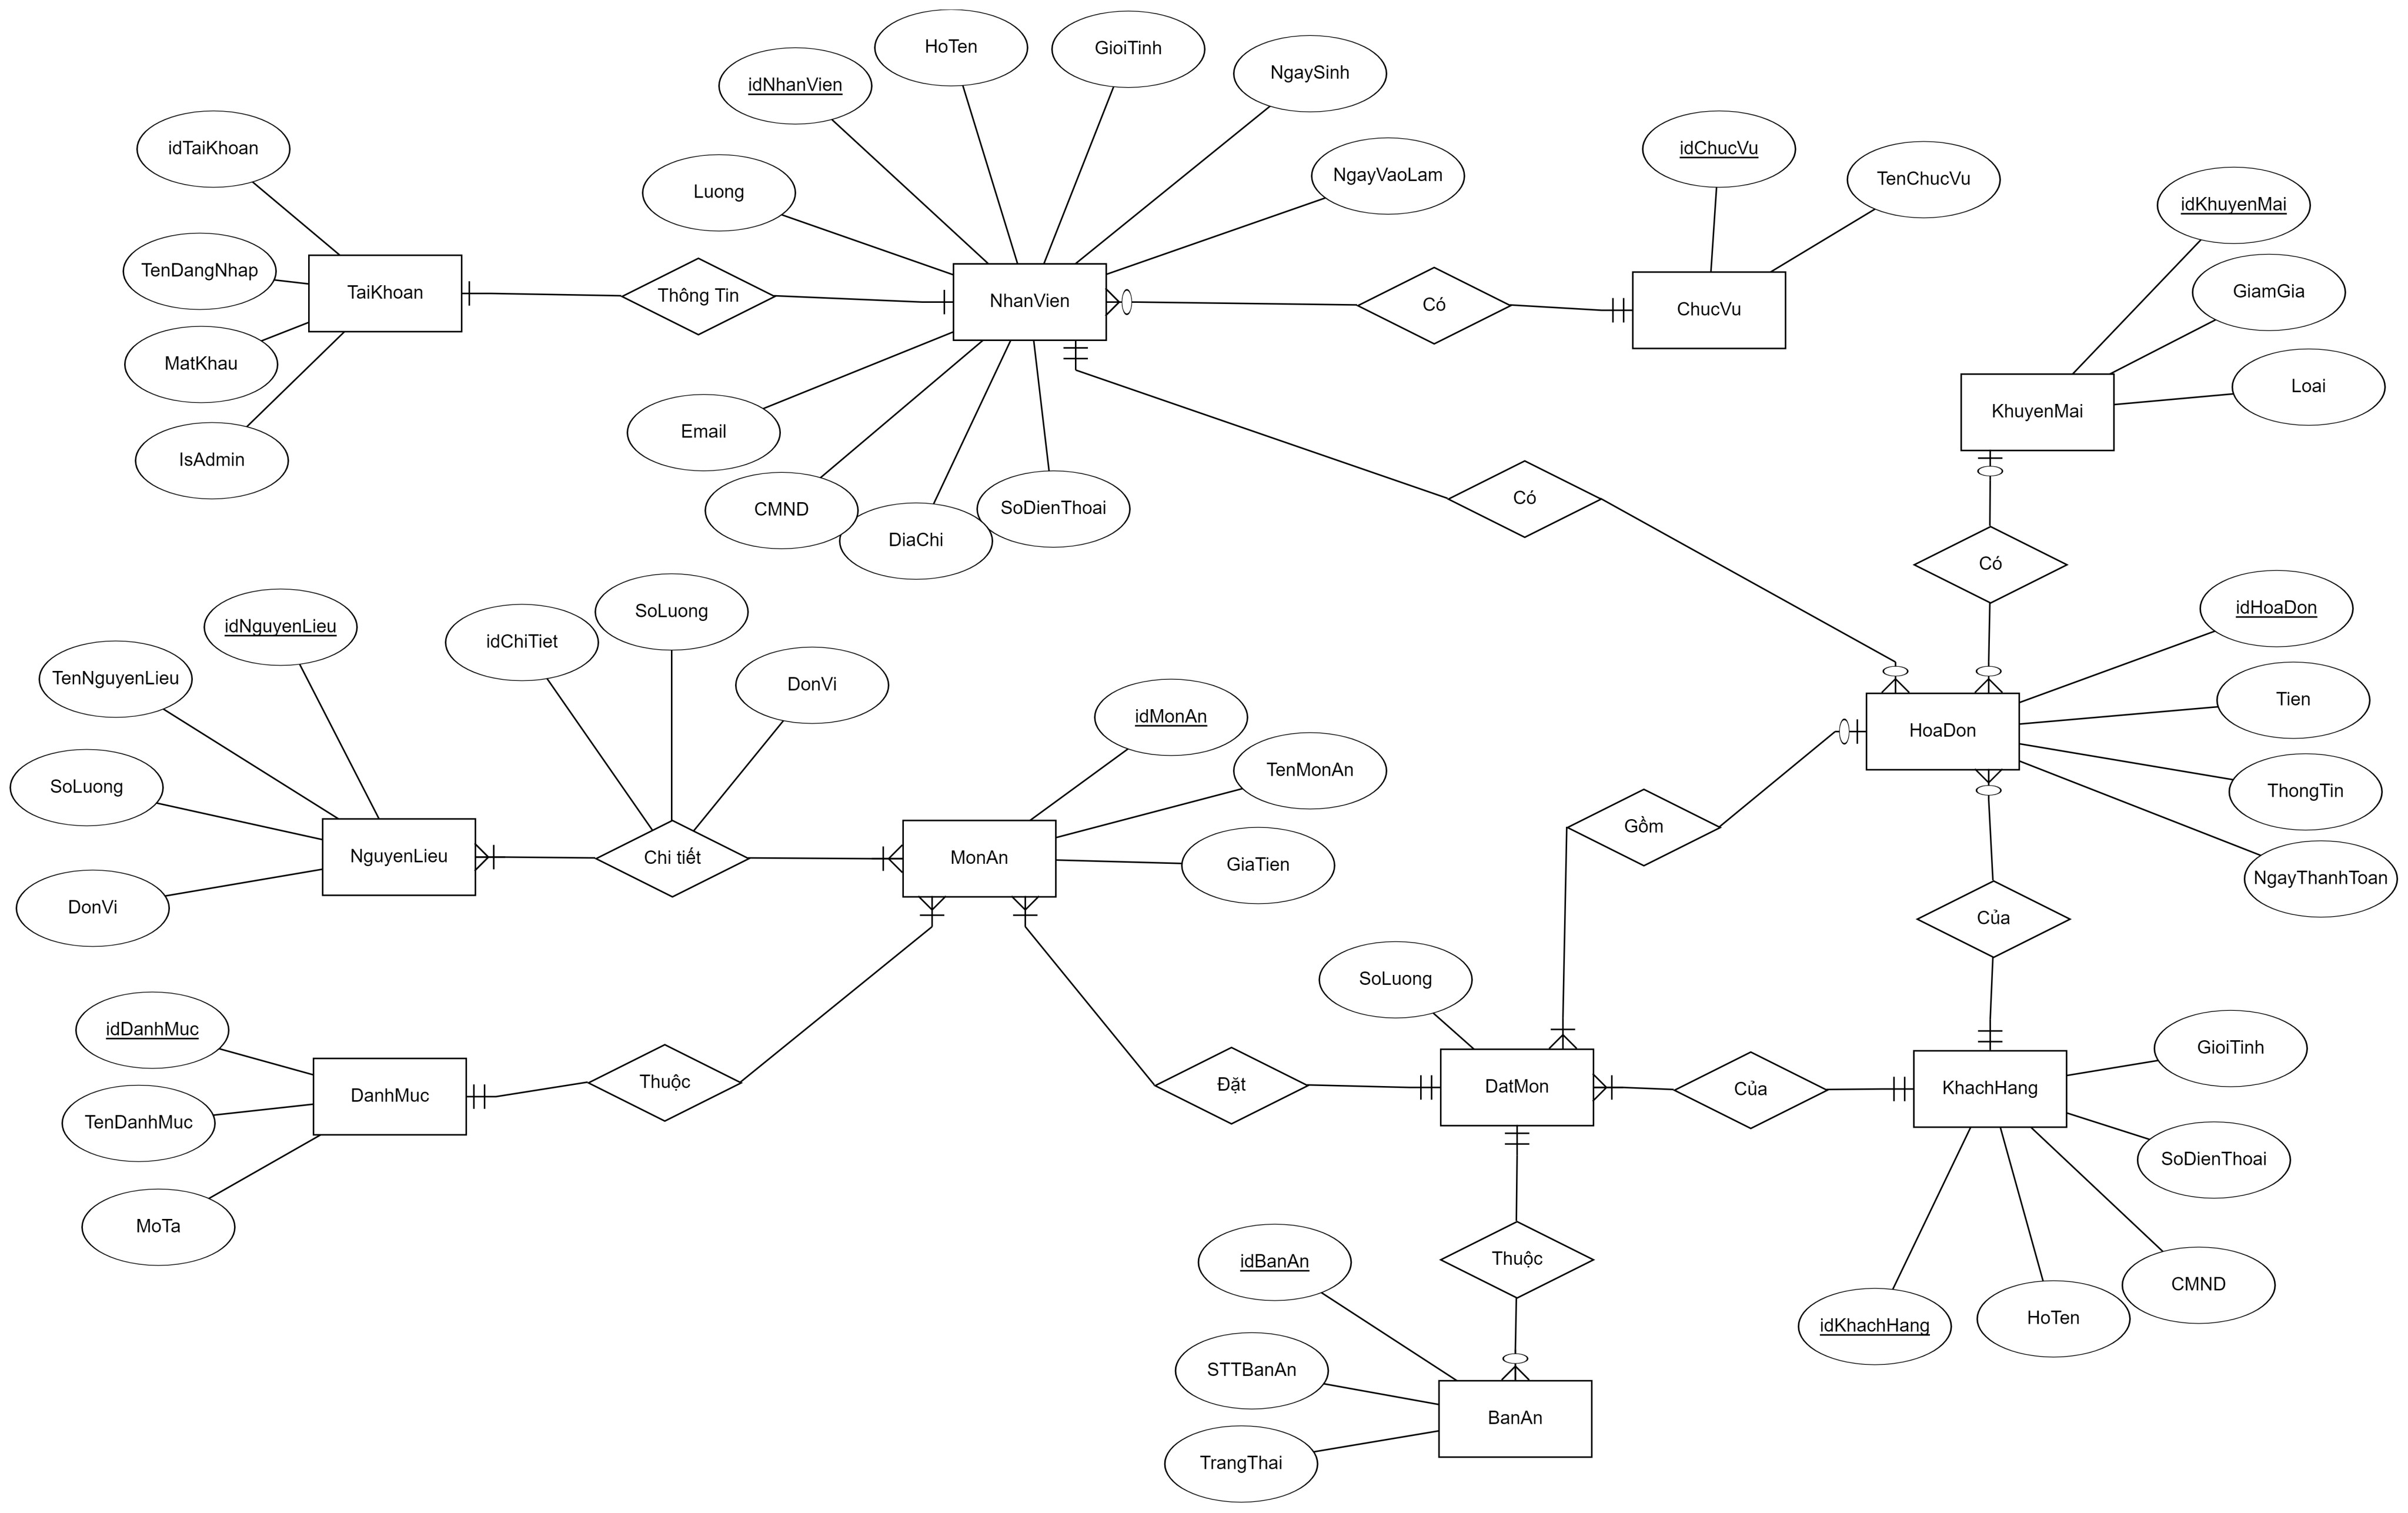 HoTen
GioiTinh
NgaySinh
idNhanVien
idTaiKhoan
idChucVu
TenChucVu
NgayVaoLam
Luong
idKhuyenMai
TenDangNhap
TaiKhoan
Thông Tin
NhanVien
Có
ChucVu
GiamGia
MatKhau
Loai
KhuyenMai
Email
IsAdmin
CMND
DiaChi
SoDienThoai
Có
Có
idNguyenLieu
idChiTiet
SoLuong
idHoaDon
TenNguyenLieu
DonVi
idMonAn
Tien
HoaDon
SoLuong
TenMonAn
ThongTin
NguyenLieu
Chi tiết
MonAn
GiaTien
Gồm
NgayThanhToan
DonVi
Của
SoLuong
idDanhMuc
GioiTinh
DanhMuc
Thuộc
Đặt
DatMon
Của
KhachHang
TenDanhMuc
SoDienThoai
MoTa
idBanAn
Thuộc
CMND
idKhachHang
HoTen
STTBanAn
BanAn
TrangThai